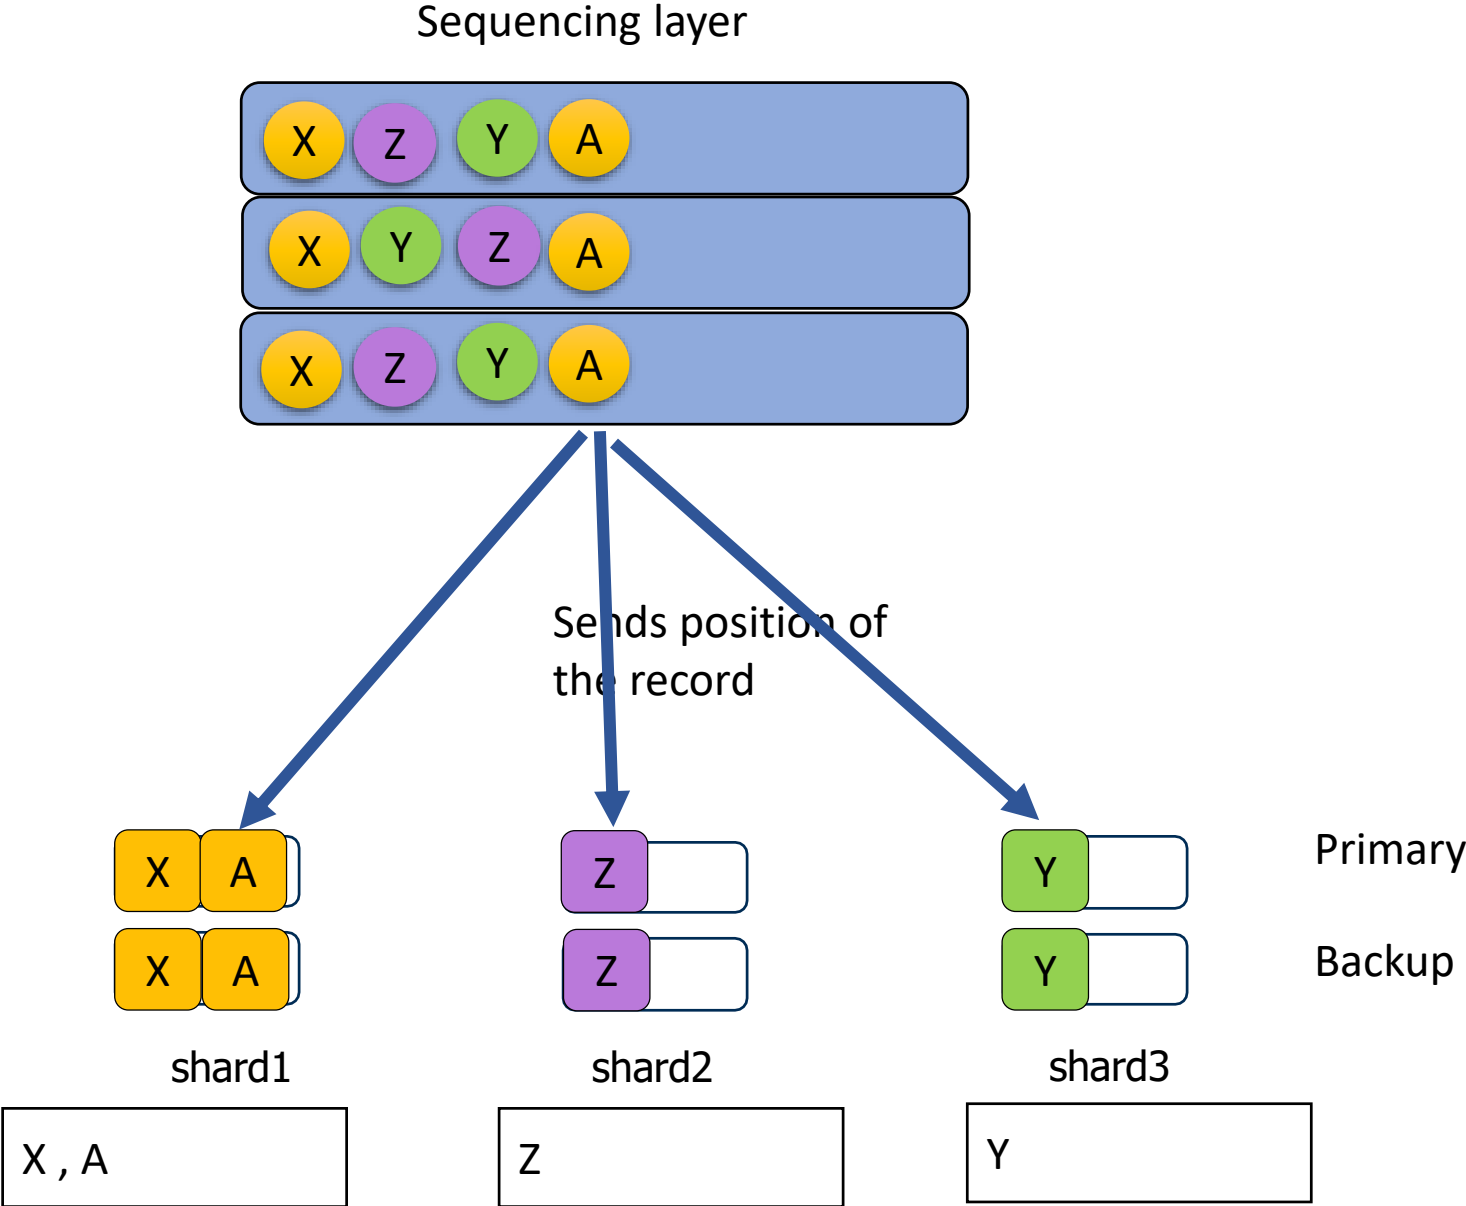 Sequencing layer
X Z Y A
X Y Z A
X Z Y A
Sends position of
the record
X A
Z
Y
Primary
X A
Z
Y
Backup
shard1
shard2
shard3
X , A
Z
Y